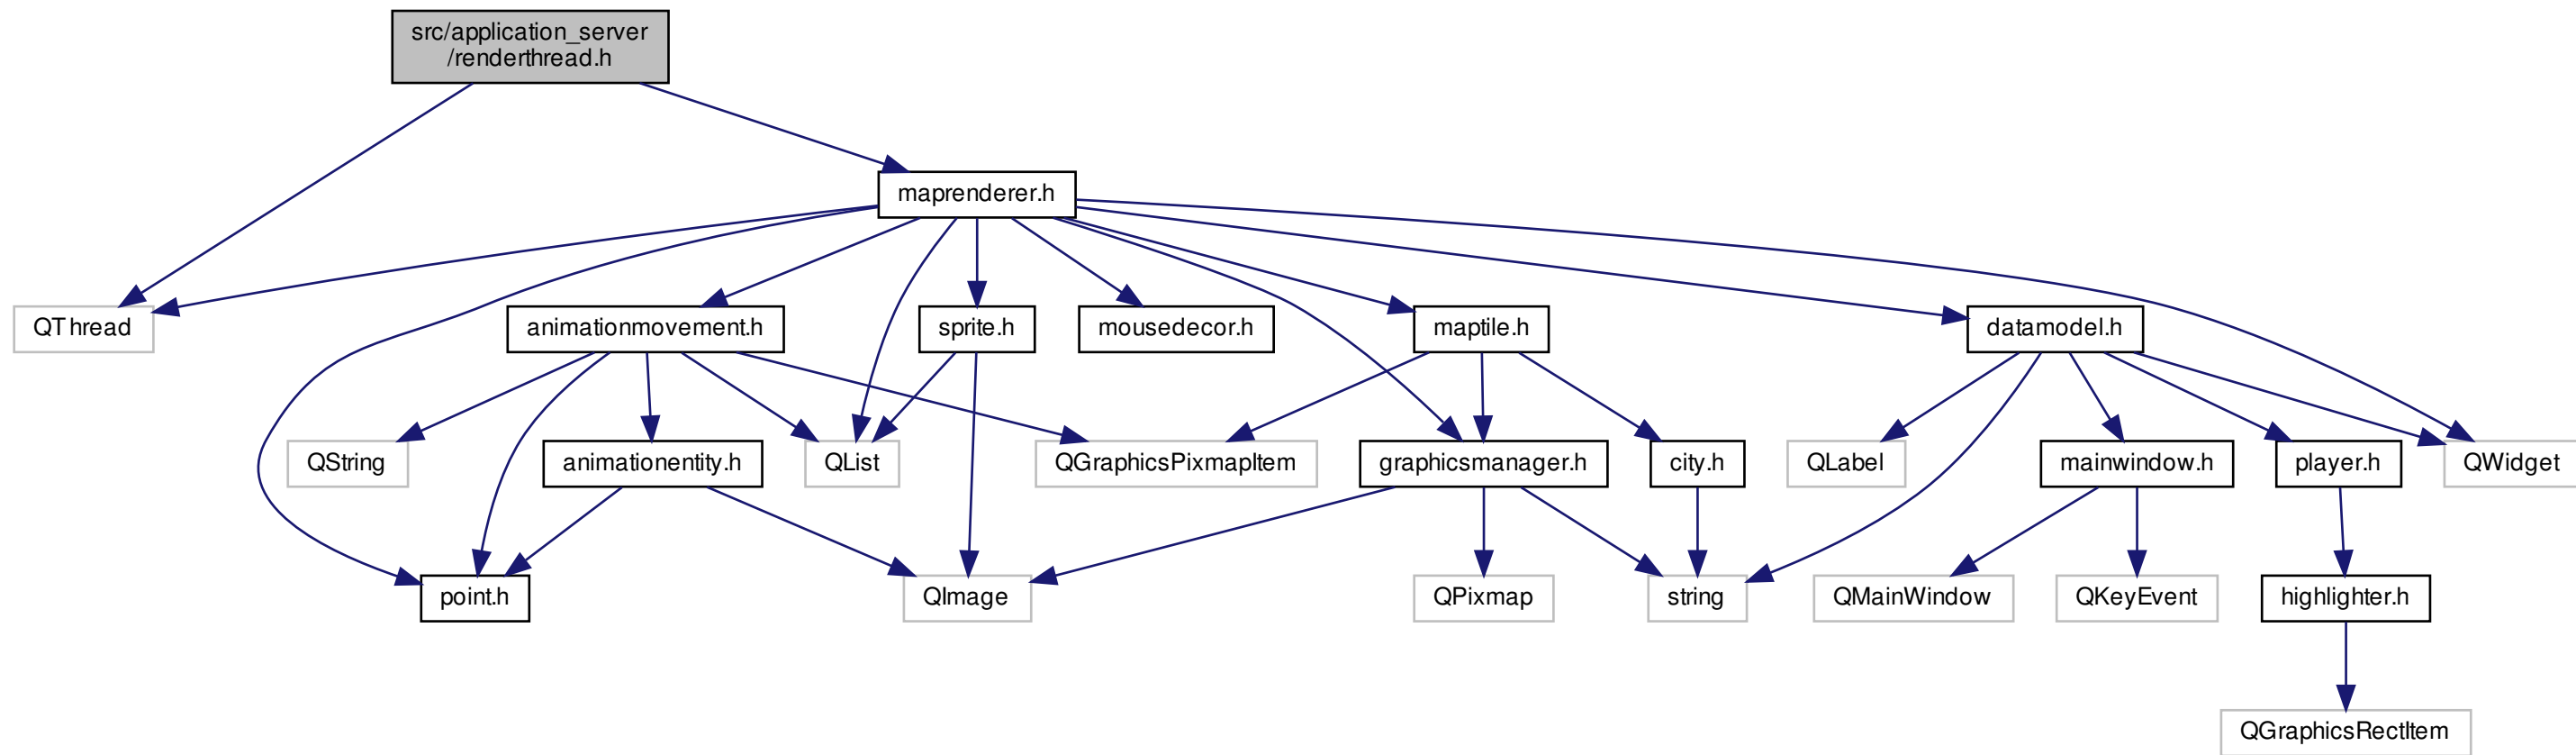 src/application_server
/renderthread.h
maprenderer.h
QThread
animationmovement.h
sprite.h
mousedecor.h
maptile.h
datamodel.h
QString
animationentity.h
QList
QGraphicsPixmapItem
graphicsmanager.h
city.h
QLabel
mainwindow.h
player.h
QWidget
point.h
QImage
QPixmap
string
QMainWindow
QKeyEvent
highlighter.h
QGraphicsRectItem